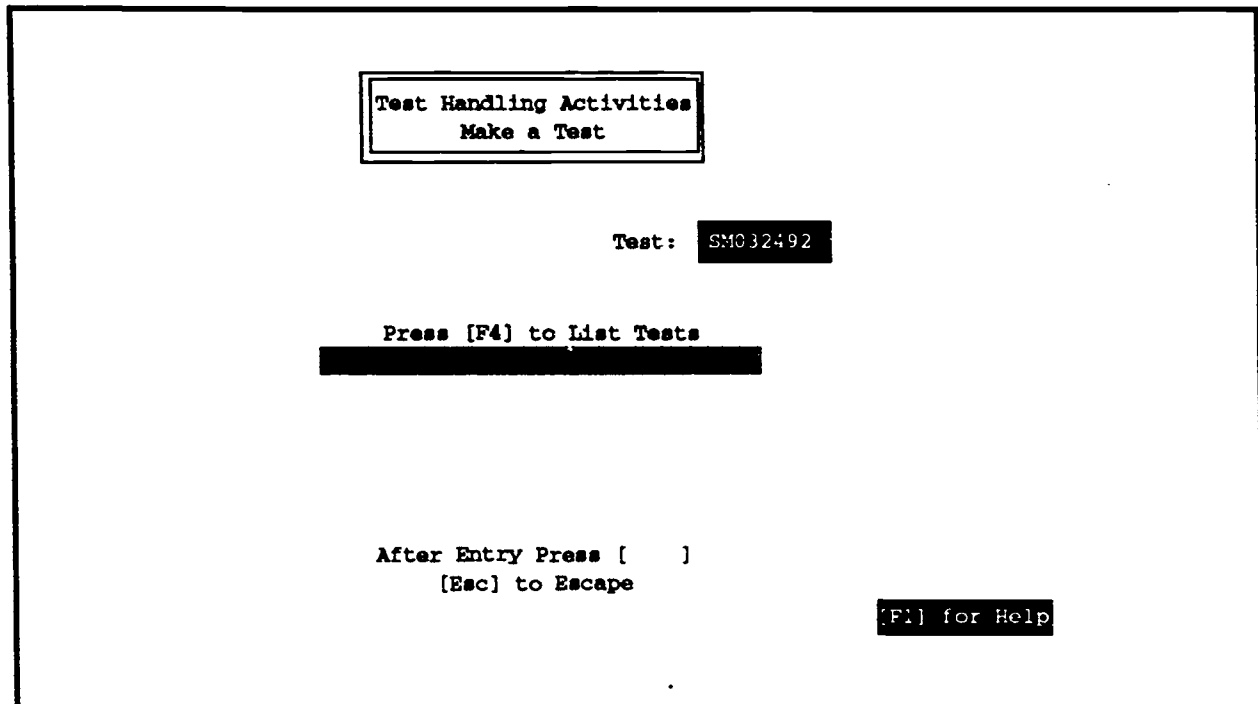 Test Handling Activities
Make a Test
Test: SM032492
Press [F4] to List Tests
After Entry Press [    ]
[Esc] to Escape
[F1] for Help